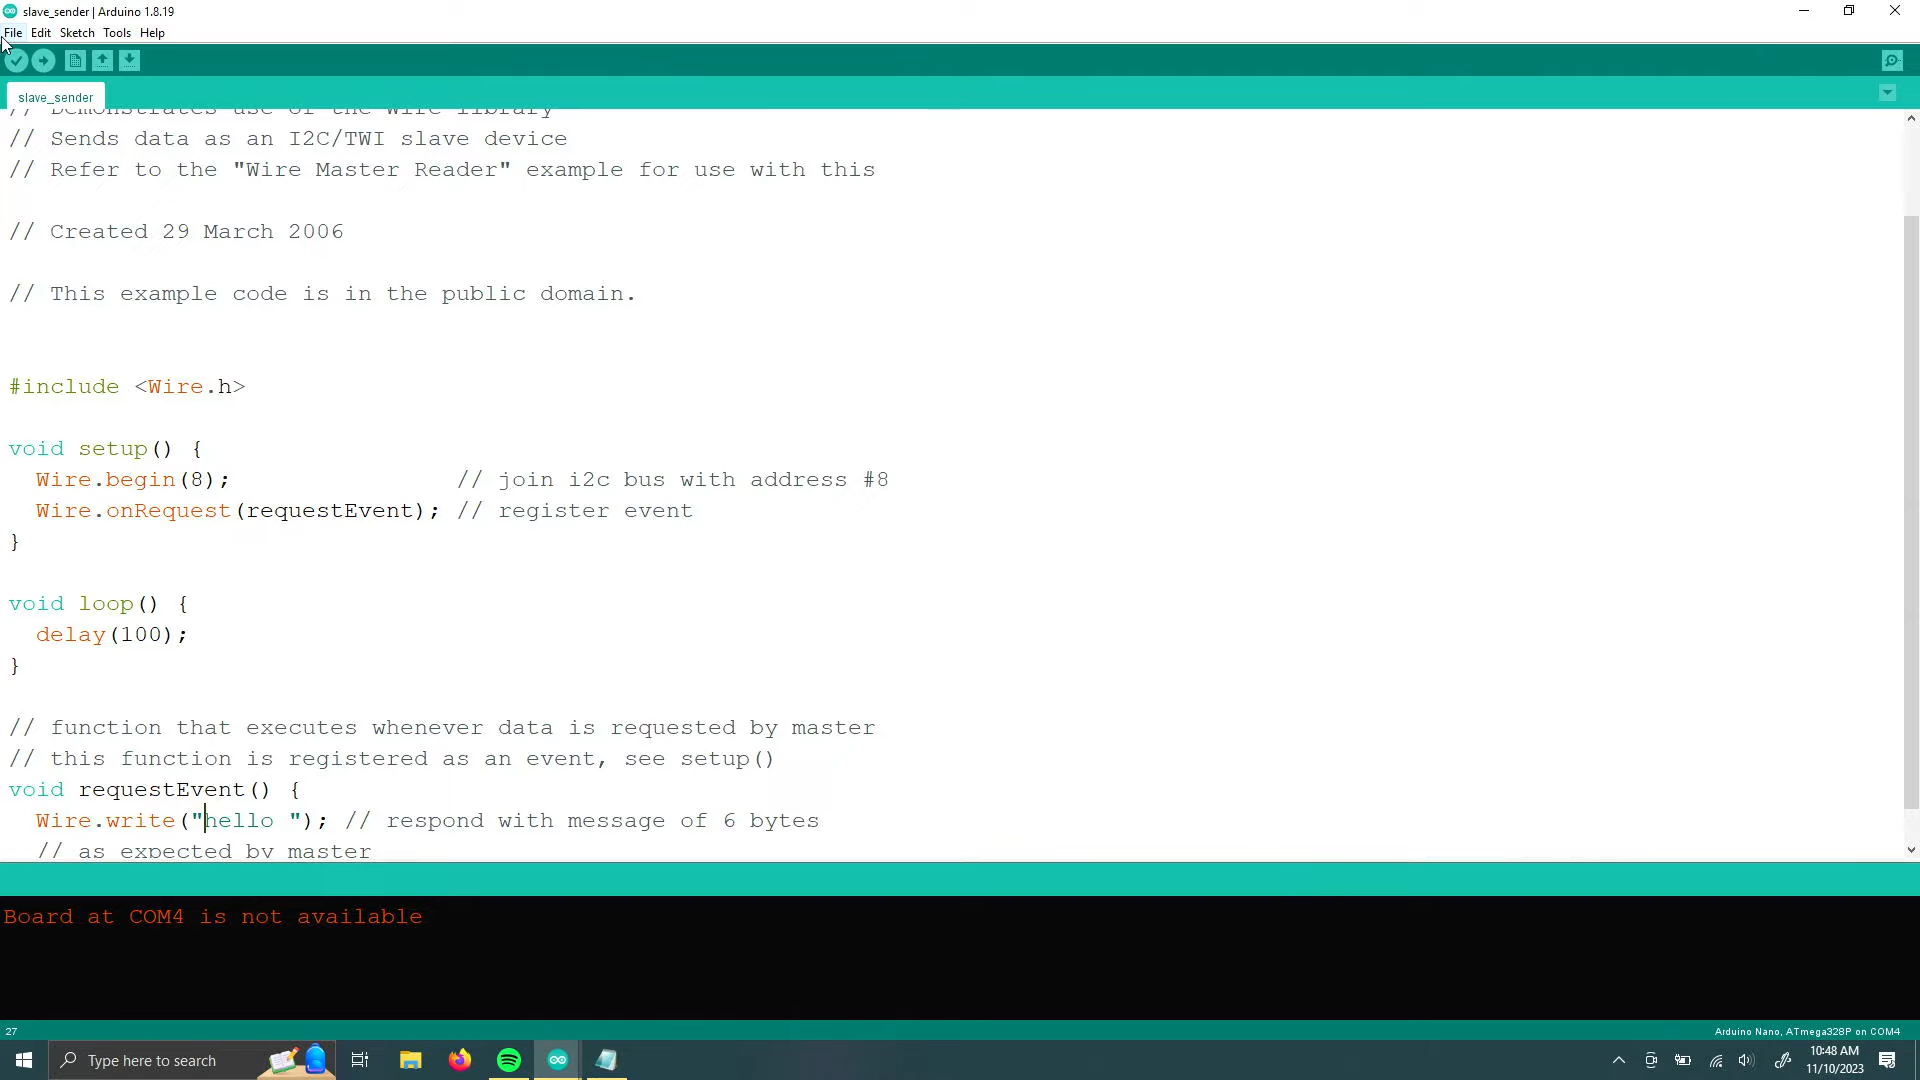 slave_sender | Arduino 1.8.19
File Edit Sketch Tools Help
slave_sender
// Demonstrates use of the Wire library
// Sends data as an I2C/TWI slave device
// Refer to the "Wire Master Reader" example for use with this
// Created 29 March 2006
// This example code is in the public domain.
#include <Wire.h>
void setup() {
Wire.begin(8); // join i2c bus with address #8
Wire.onRequest(requestEvent); // register event
}
void loop() {
delay(100);
}
// function that executes whenever data is requested by master
// this function is registered as an event, see setup()
void requestEvent() {
Wire.write("hello "); // respond with message of 6 bytes
// as expected by master
Board at COM4 is not available
27
Arduino Nano, ATmega328P on COM4
Type here to search
10:48 AM
11/10/2023